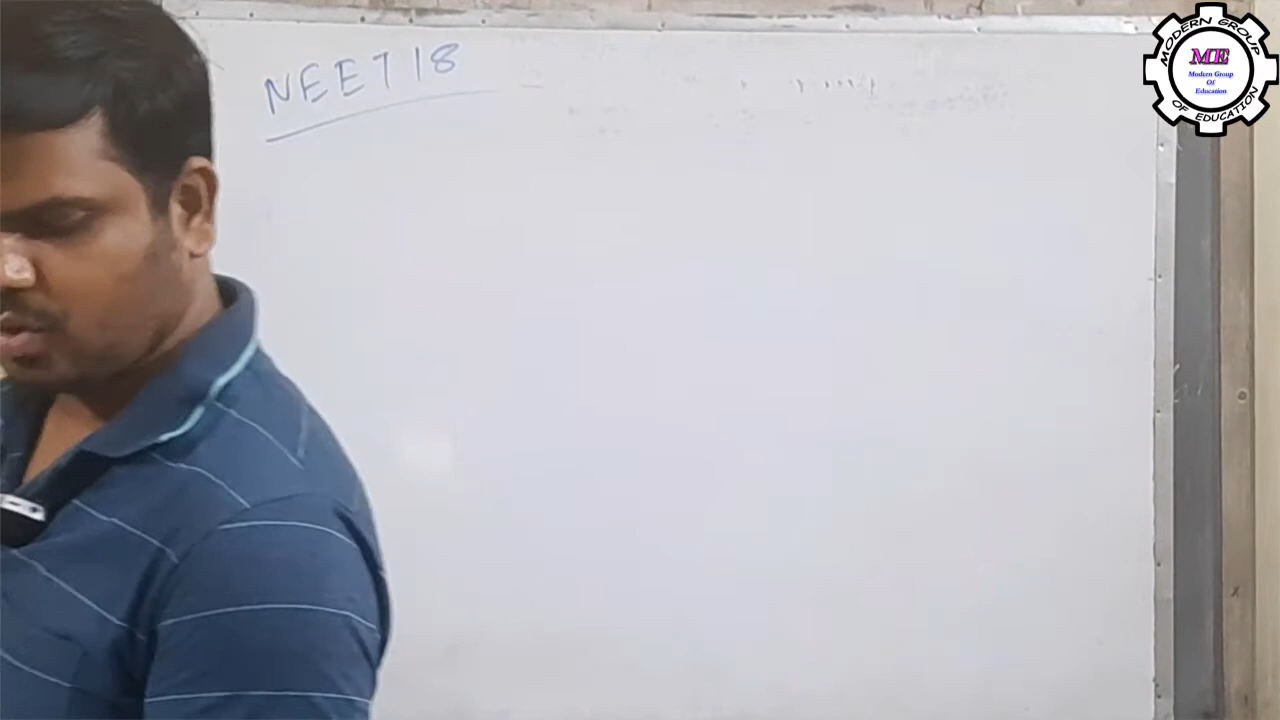 NEET 18
MODERN GROUP
ME
Modern Group
Of
Education
OF EDUCATION